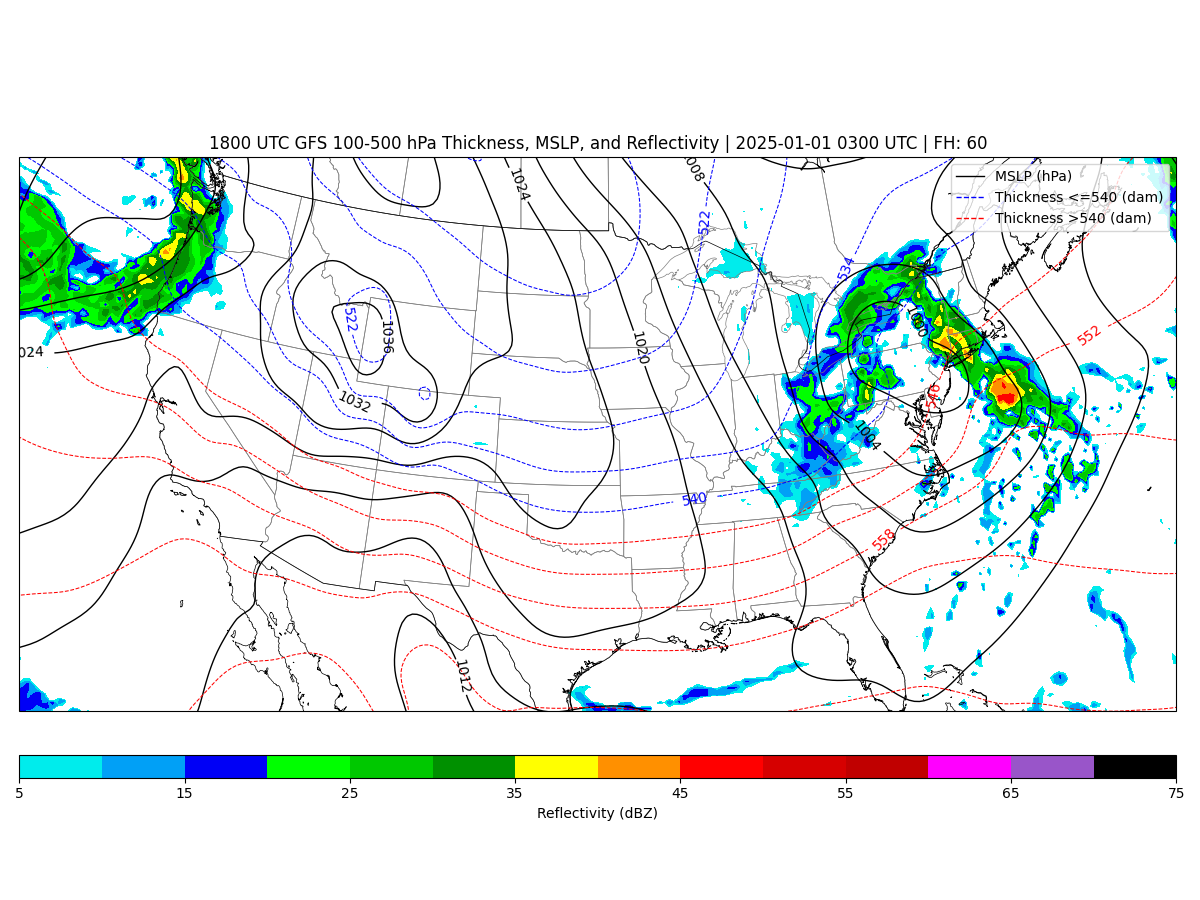 1800 UTC GFS 100-500 hPa Thickness, MSLP, and Reflectivity | 2025-01-01 0300 UTC | FH: 60
MSLP (hPa)
Thickness <=540 (dam)
Thickness >540 (dam)
1024
1008
522
534
552
024
522
1036
1020
1000
1032
546
1004
540
558
1012
5 15 25 35 45 55 65 75
Reflectivity (dBZ)